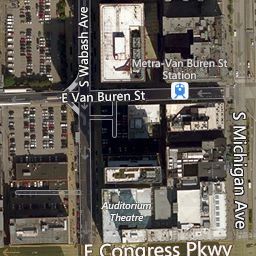 S Wabash Ave
Metra-Van Buren St
Station
E Van Buren St
S Michigan Ave
Auditorium
Theatre
E Congress Pkwy